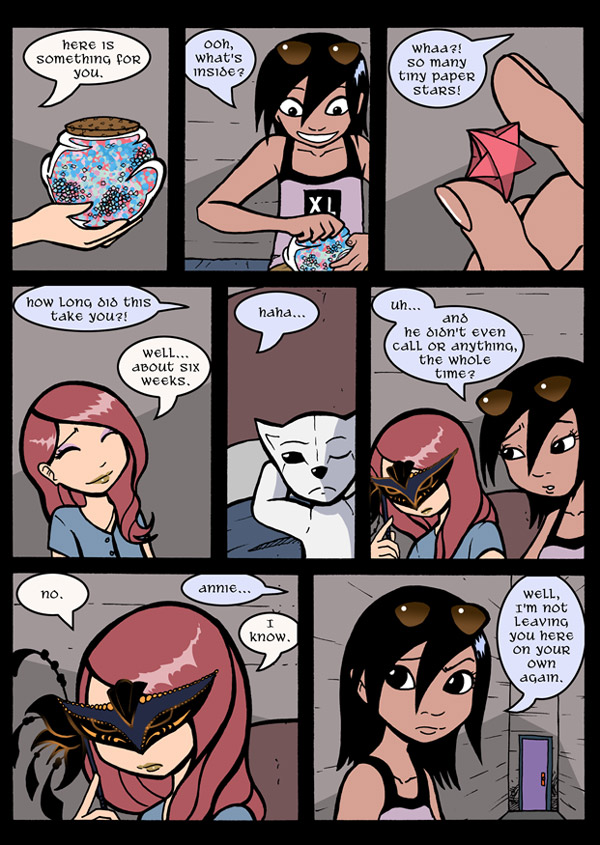 HERE IS
SOMETHING FOR
YOU.
OOH,
WHAT'S
INSIDE?
XL
WHAA?!
SO MANY
TINY PAPER
STARS!
HOW LONG DID THIS
TAKE YOU?!
WELL...
ABOUT SIX
WEEKS.
HAHA...
UH...
AND
HE DIDN'T EVEN
CALL OR ANYTHING,
THE WHOLE
TIME?
NO.
ANNIE...
I
KNOW.
WELL,
I'M NOT
LEAVING
YOU HERE
ON YOUR
OWN
AGAIN.